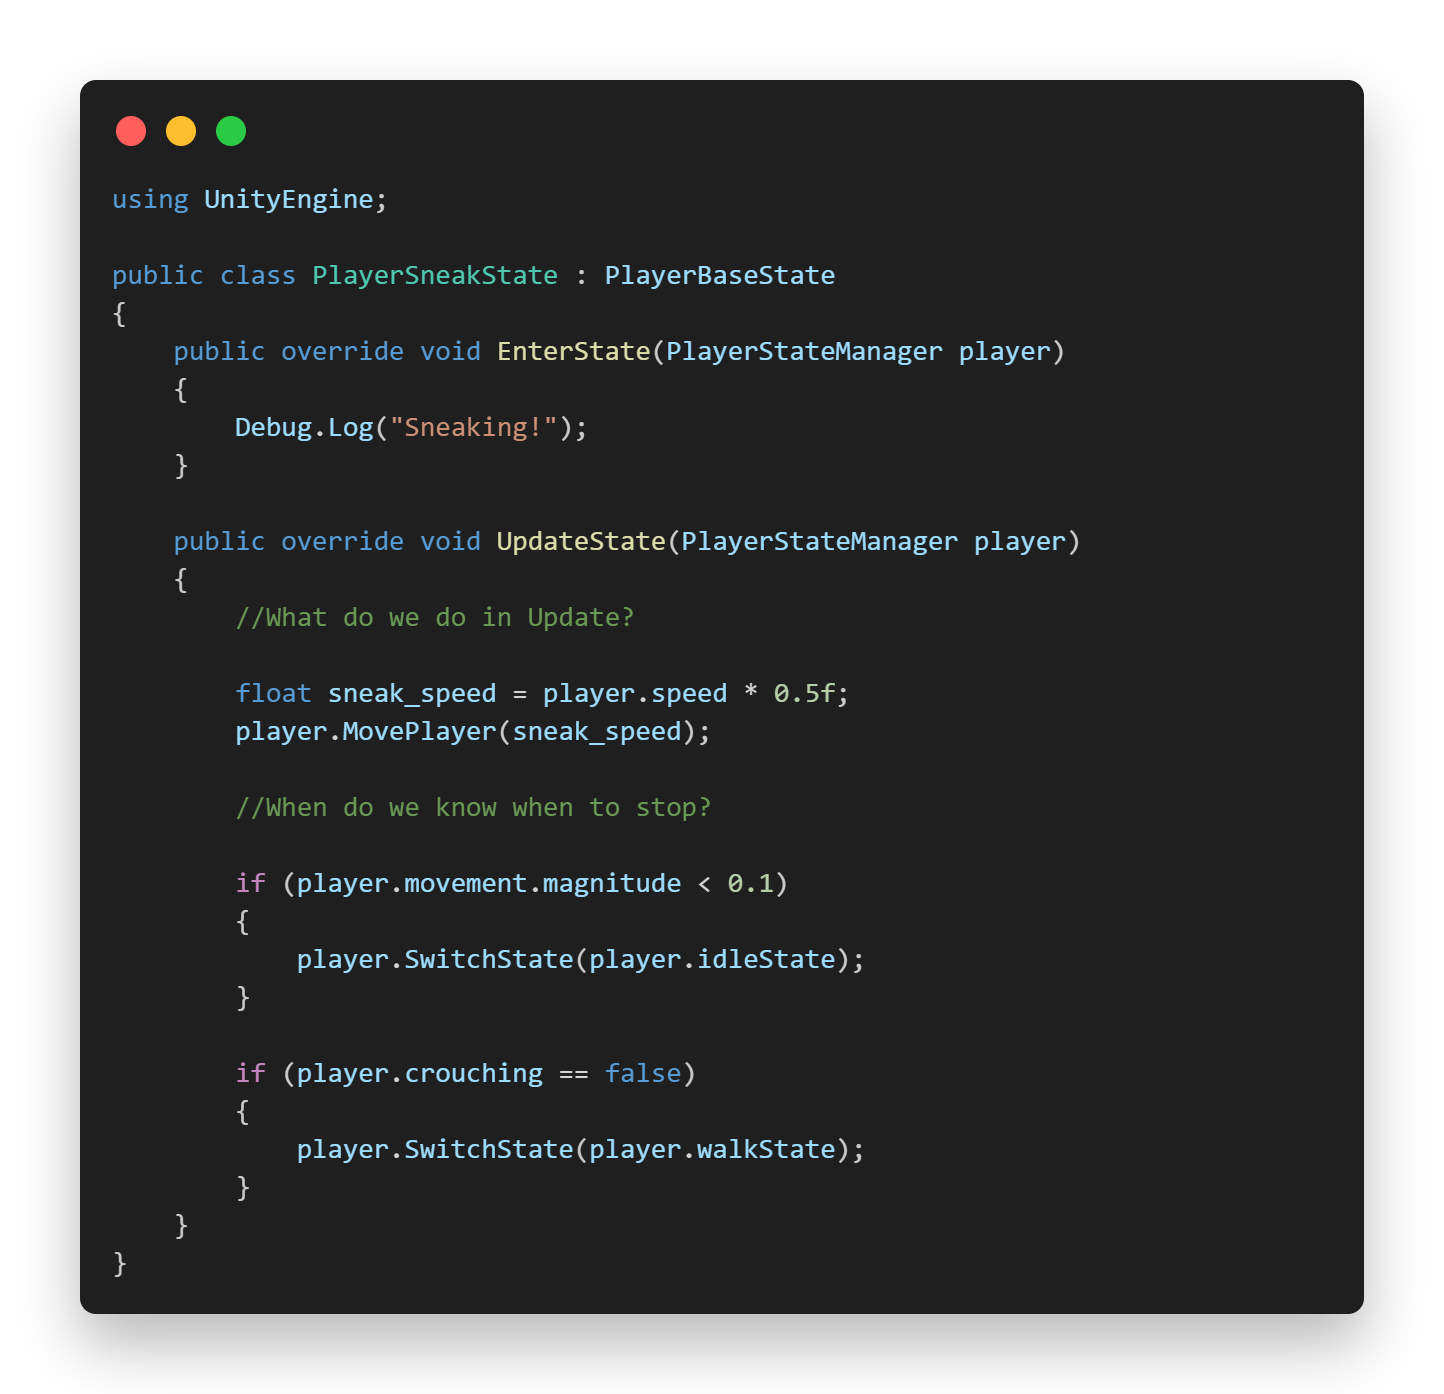 using UnityEngine;

public class PlayerSneakState : PlayerBaseState
{
    public override void EnterState(PlayerStateManager player)
    {
        Debug.Log("Sneaking!");
    }

    public override void UpdateState(PlayerStateManager player)
    {
        //What do we do in Update?

        float sneak_speed = player.speed * 0.5f;
        player.MovePlayer(sneak_speed);

        //When do we know when to stop?

        if (player.movement.magnitude < 0.1)
        {
            player.SwitchState(player.idleState);
        }

        if (player.crouching == false)
        {
            player.SwitchState(player.walkState);
        }
    }
}